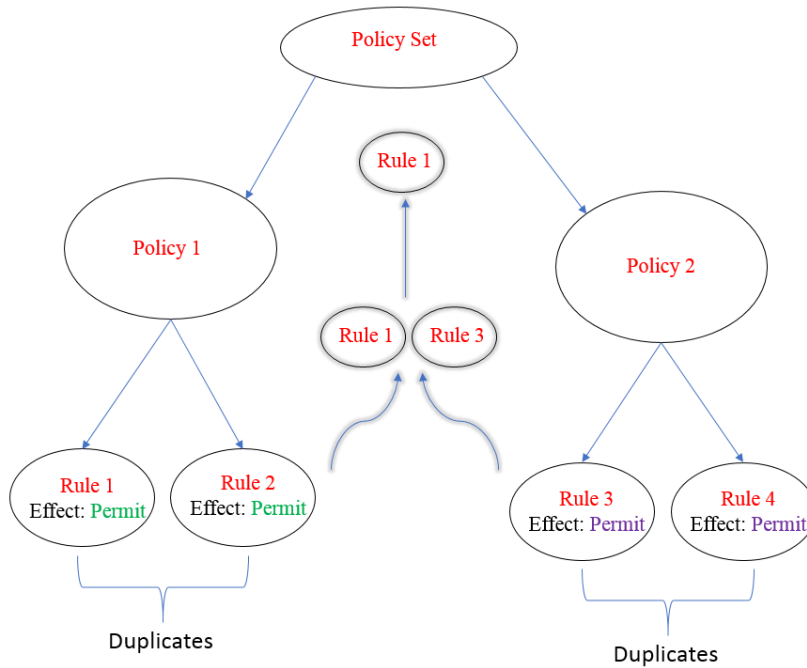 Policy Set
Rule 1
Policy 1
Policy 2
Rule 1
Rule 3
Rule 1
Effect: Permit
Rule 2
Effect: Permit
Rule 3
Effect: Permit
Rule 4
Effect: Permit
Duplicates
Duplicates